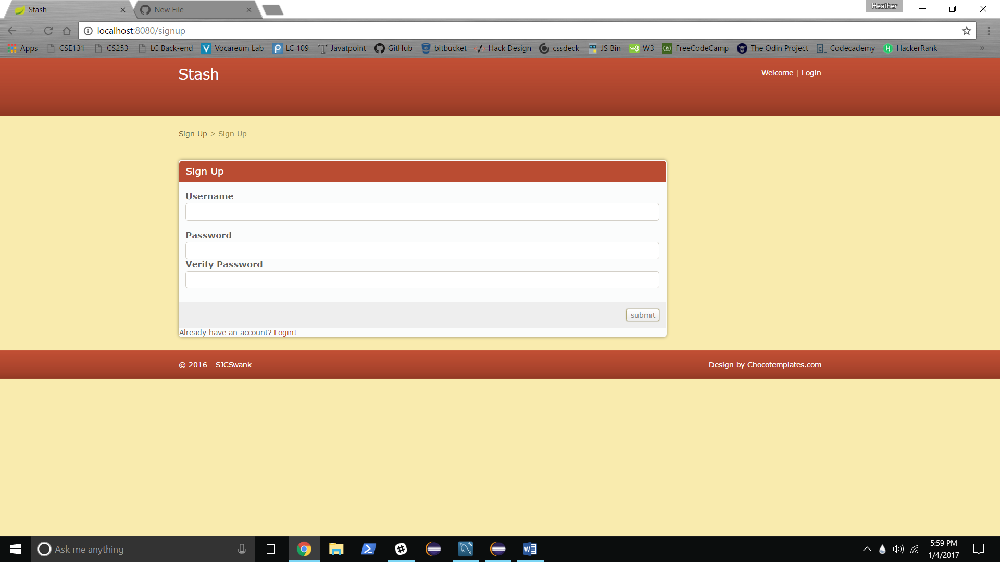 Stash
New File
Heather
localhost:8080/signup
Apps CSE131 CS253 LC Back-end Vocareum Lab LC 109 Javatpoint GitHub bitbucket Hack Design cssdeck JS Bin W3 FreeCodeCamp The Odin Project Codecademy HackerRank »
Stash
Welcome | Login
Sign Up > Sign Up
Sign Up
Username
Password
Verify Password
submit
Already have an account? Login!
© 2016 - SJCSwank
Design by Chocotemplates.com
Ask me anything
5:59 PM
1/4/2017